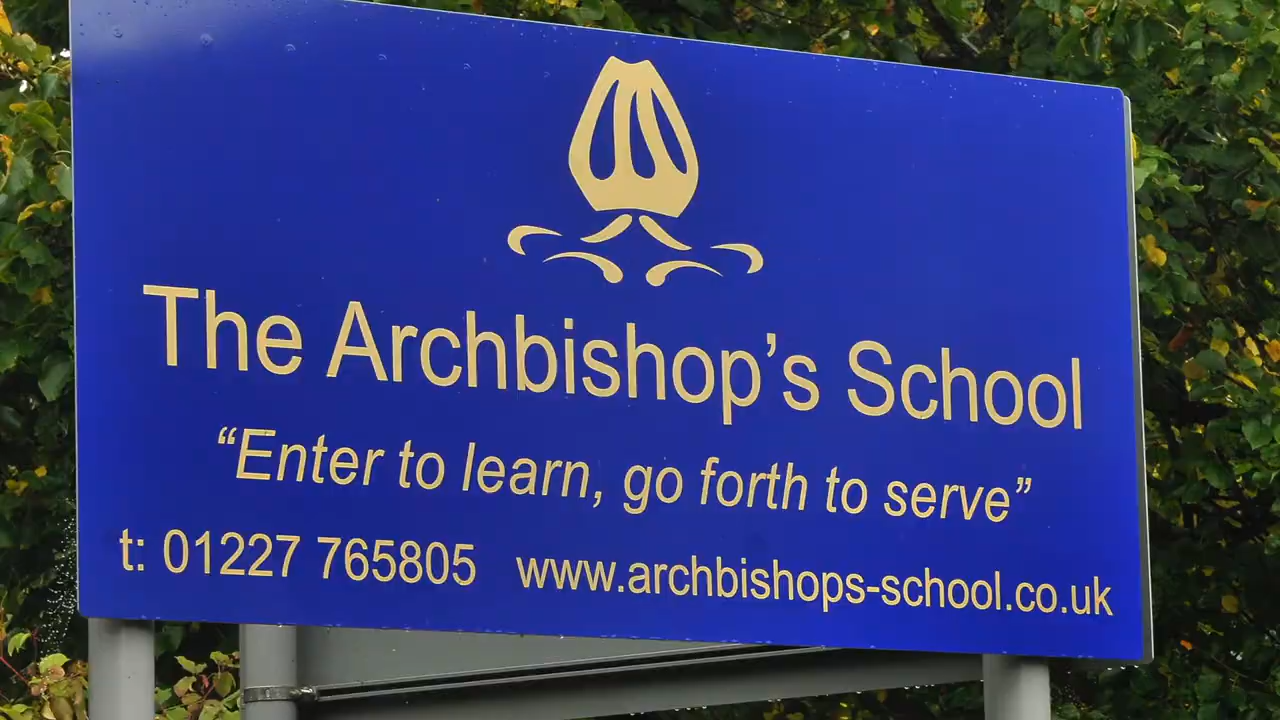 The Archbishop’s School
“Enter to learn, go forth to serve”
t: 01227 765805 www.archbishops-school.co.uk